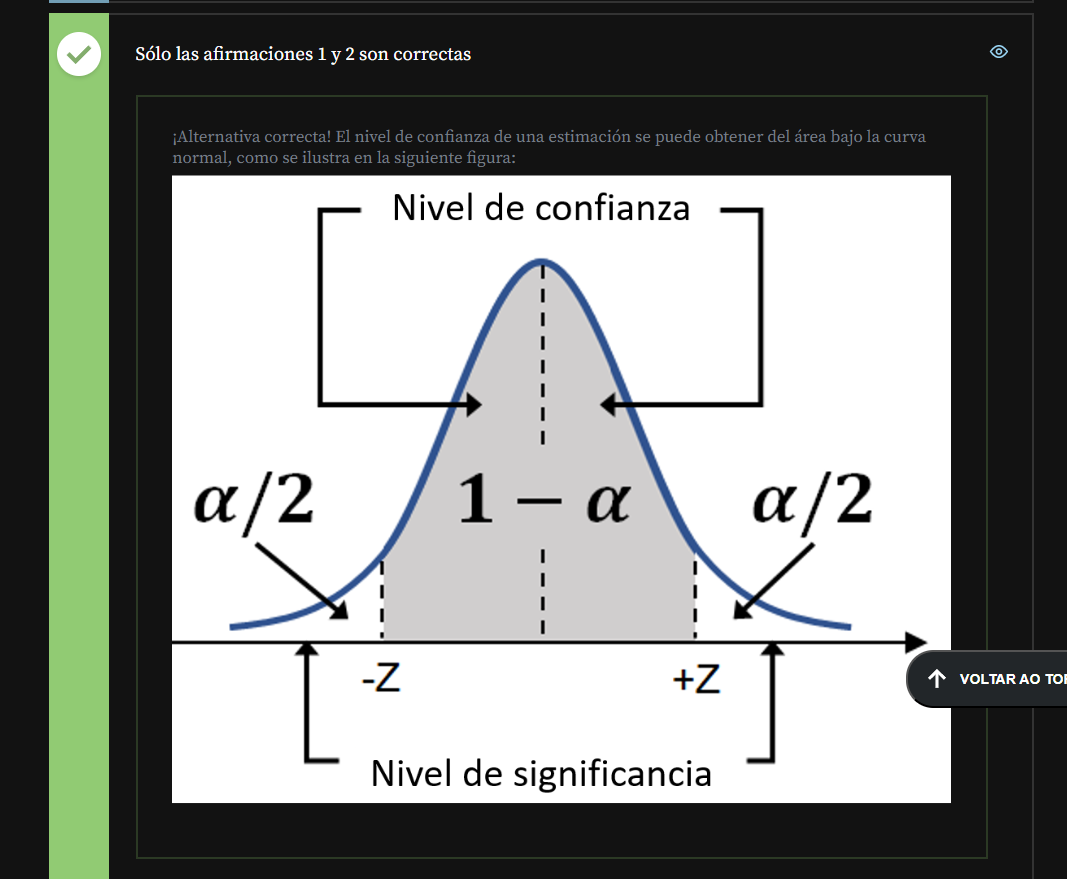 Sólo las afirmaciones 1 y 2 son correctas
¡Alternativa correcta! El nivel de confianza de una estimación se puede obtener del área bajo la curva
normal, como se ilustra en la siguiente figura:
Nivel de confianza
α/2
1 − α
α/2
-Z
+Z
VOLTAR AO
Nivel de significancia